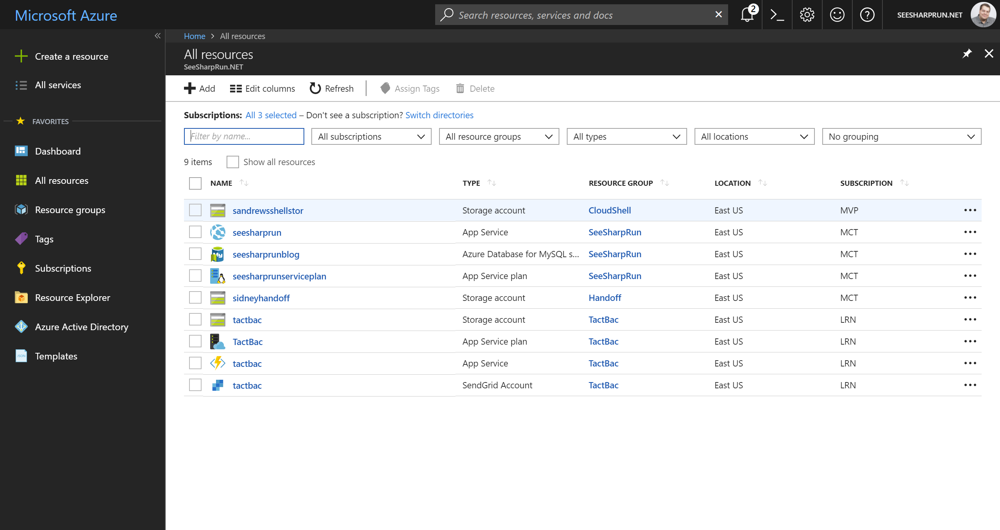 Microsoft Azure
Search resources, services and docs
2
SEESHARPRUN.NET
Home > All resources
Create a resource
All services
FAVORITES
Dashboard
All resources
Resource groups
Tags
Subscriptions
Resource Explorer
Azure Active Directory
JSON
Templates
All resources
SeeSharpRun.NET
Add Edit columns Refresh Assign Tags Delete
Subscriptions: All 3 selected – Don't see a subscription? Switch directories
Filter by name... All subscriptions All resource groups All types All locations No grouping
9 items Show all resources
NAME TYPE RESOURCE GROUP LOCATION SUBSCRIPTION
sandrewsshellstor Storage account CloudShell East US MVP
seesharprun App Service SeeSharpRun East US MCT
My seesharprunblog Azure Database for MySQL s... SeeSharpRun East US MCT
seesharprunserviceplan App Service plan SeeSharpRun East US MCT
sidneyhandoff Storage account Handoff East US MCT
tactbac Storage account TactBac East US LRN
TactBac App Service plan TactBac East US LRN
tactbac App Service TactBac East US LRN
tactbac SendGrid Account TactBac East US LRN